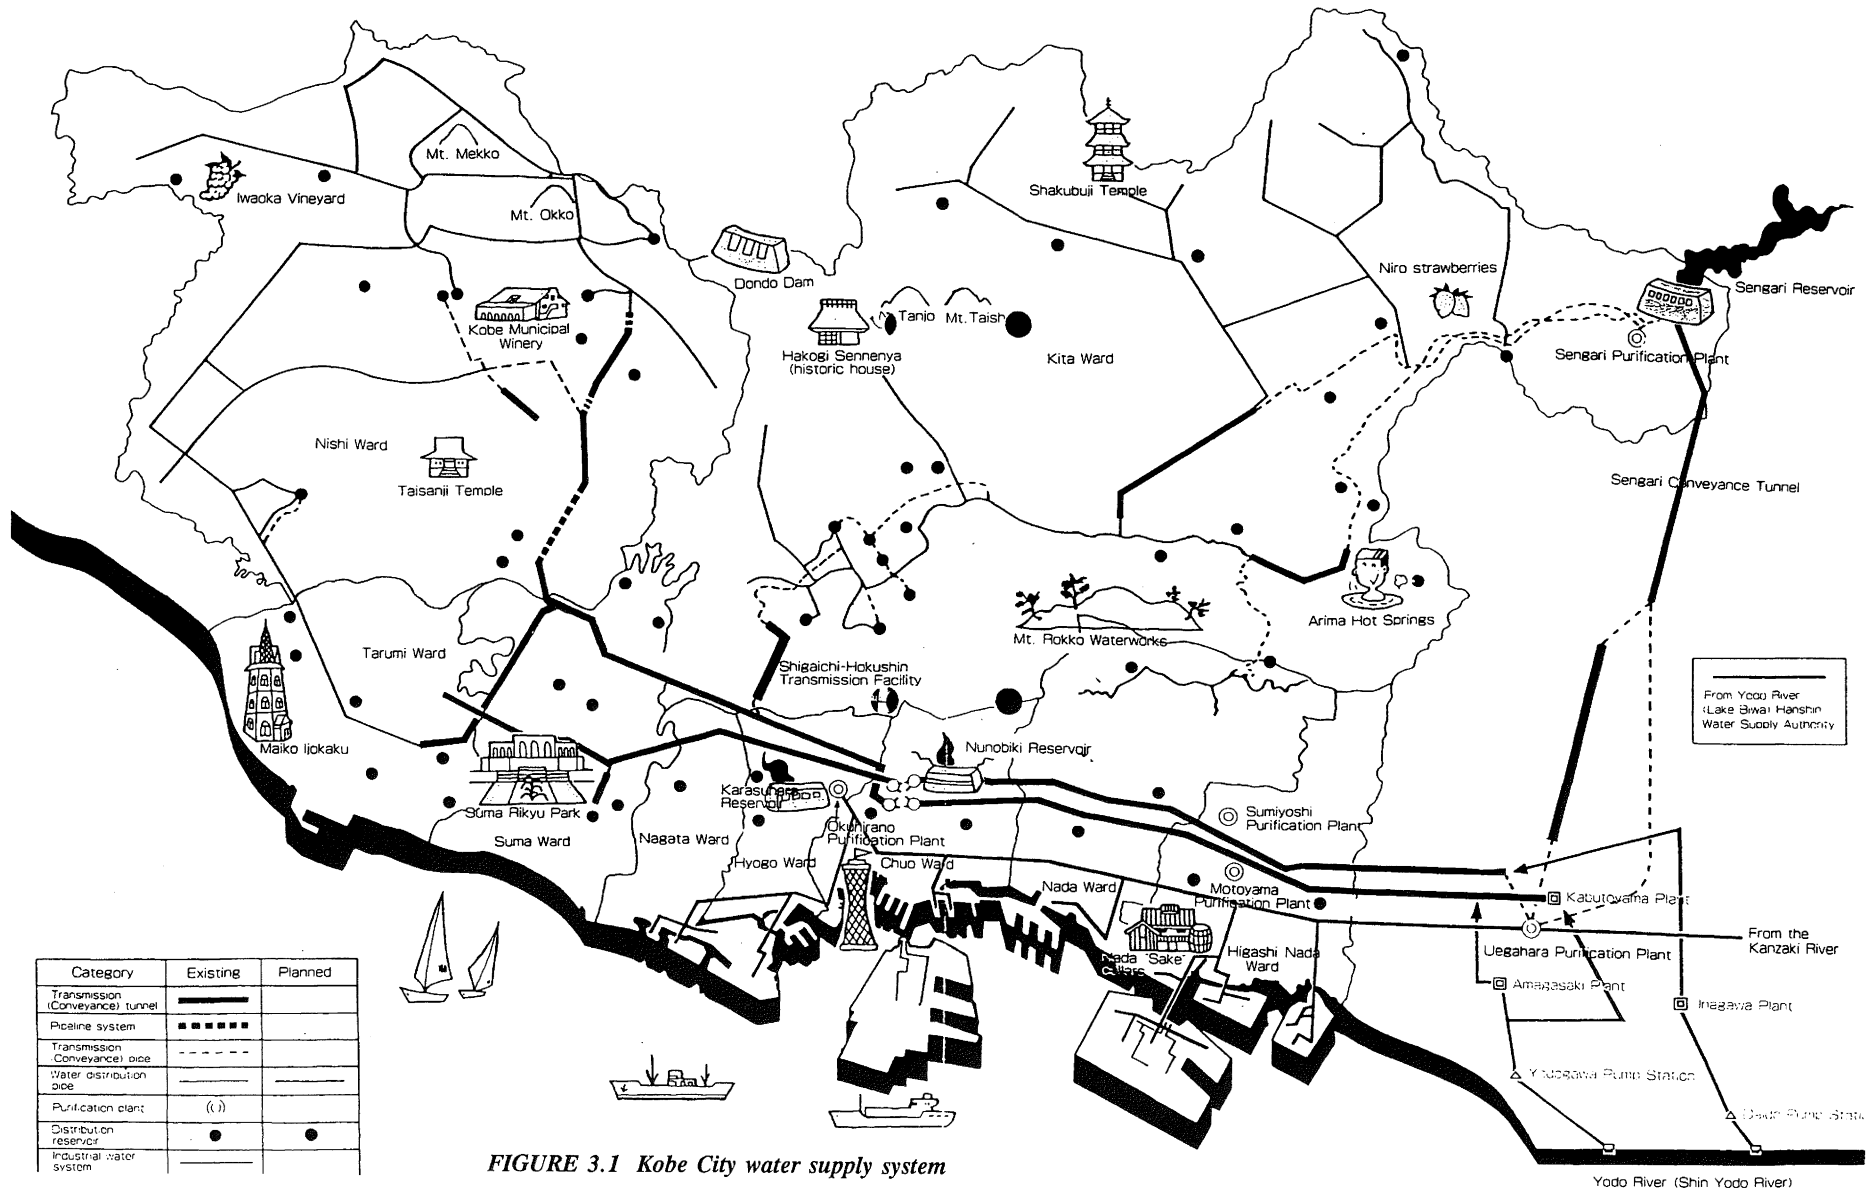 Mt. Mekko
Iwaoka Vineyard
Mt. Okko
Shakubuji Temple
Dondo Dam
Niro strawberries
Sengari Reservoir
Kobe Municipal
Winery
Tanjo
Mt. Taish
Hakogi Sennenya
(historic house)
Kita Ward
Sengari Purification Plant
Nishi Ward
Taisanji Temple
Sengari Conveyance Tunnel
Arima Hot Springs
Mt. Rokko Waterworks
Tarumi Ward
Shigaichi-Hokushin
Transmission Facility
From Yodo River
(Lake Biwa) Hanshin
Water Supply Authority
Maiko Ijokaku
Nunobiki Reservoir
Karasuhara
Reservoir
Suma Rikyu Park
Okuhirano
Purification Plant
Sumiyoshi
Purification Plant
Suma Ward
Nagata Ward
Hyogo Ward
Chuo Ward
Nada Ward
Motoyama
Purification Plant
Kabutoyama Plant
From the
Kanzaki River
Uegahara Purification Plant
Nada "Sake"
Cellars
Higashi Nada
Ward
Amagasaki Plant
Inagawa Plant
Yodogawa Pump Station
Daido Pump Stati
Yodo River (Shin Yodo River)
Category Existing Planned
Transmission
(Conveyance) tunnel
Pipeline system
Transmission
(Conveyance) pipe
Water distribution
pipe
Purification plant
Distribution
reservoir
Industrial water
system
FIGURE 3.1 Kobe City water supply system